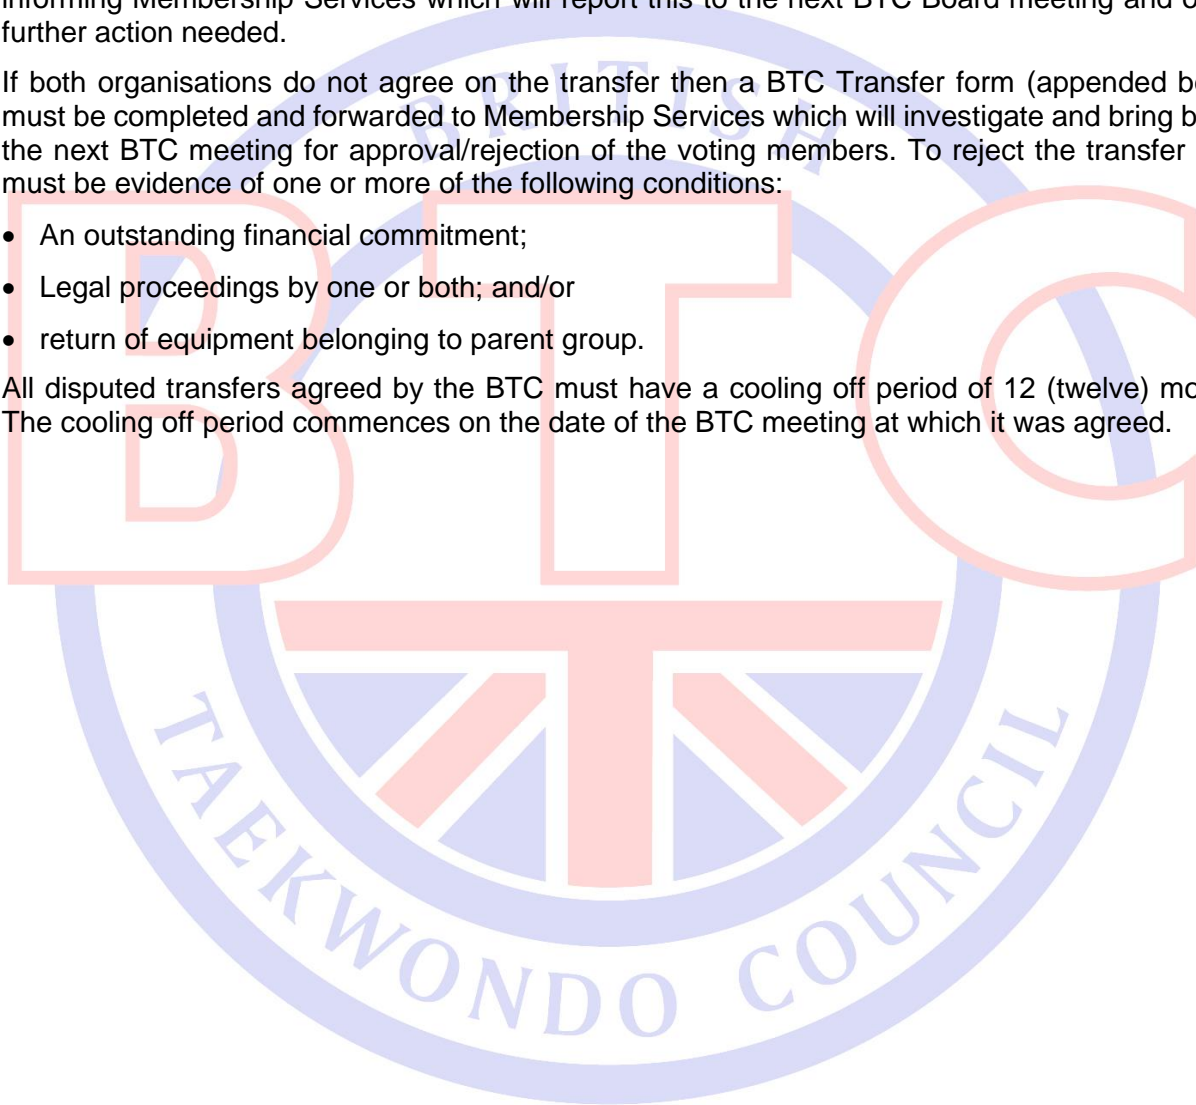 informing Membership Services which will report this to the next BTC Board meeting and
further action needed.
If both organisations do not agree on the transfer then a BTC Transfer form (appended
must be completed and forwarded to Membership Services which will investigate and bring
the next BTC meeting for approval/rejection of the voting members. To reject the transfer
must be evidence of one or more of the following conditions:
• An outstanding financial commitment;
• Legal proceedings by one or both; and/or
• return of equipment belonging to parent group.
All disputed transfers agreed by the BTC must have a cooling off period of 12 (twelve)
The cooling off period commences on the date of the BTC meeting at which it was agreed.
BRITISH
BTC
TAEKWONDO COUNCIL